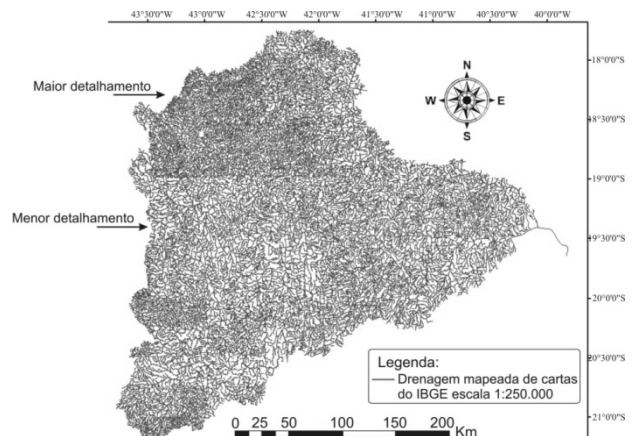 43°30'0"W 43°0'0"W 42°30'0"W 42°0'0"W 41°30'0"W 41°0'0"W 40°30'0"W 40°0'0"W
18°0'0"S
Maior detalhamento
N
W E
S
18°30'0"S
19°0'0"S
Menor detalhamento
19°30'0"S
20°0'0"S
Legenda:
Drenagem mapeada de cartas
do IBGE escala 1:250.000
20°30'0"S
21°0'0"S
0 25 50 100 150 200
Km